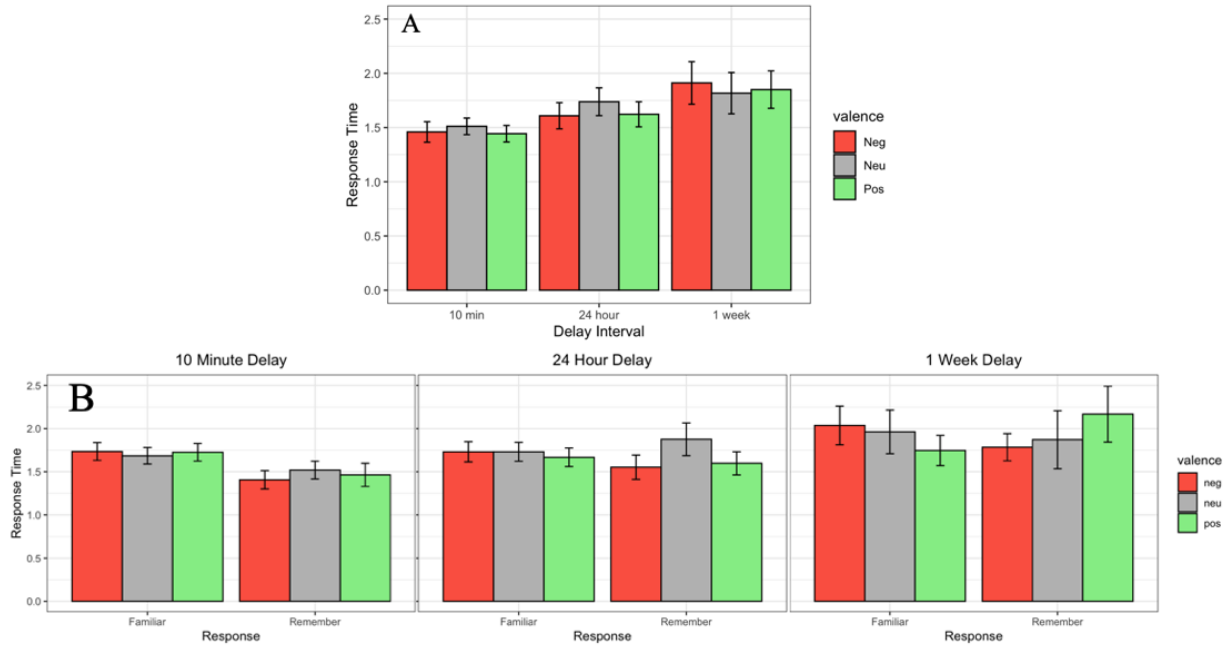 A
2.5
2.0
1.5
1.0
0.5
0.0
Response Time
10 min 24 hour 1 week
Delay Interval
valence
Neg
Neu
Pos
10 Minute Delay 24 Hour Delay 1 Week Delay
B
2.5
2.0
1.5
1.0
0.5
0.0
Response Time
Familiar Remember Familiar Remember Familiar Remember
Response Response Response
valence
neg
neu
pos